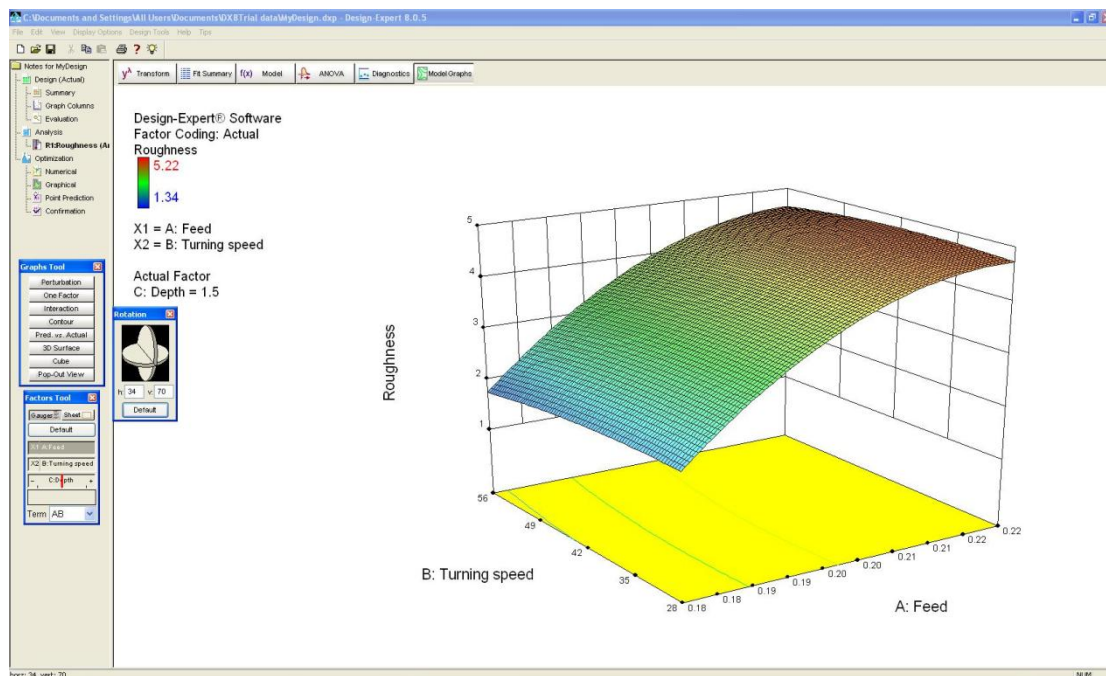 C:\Documents and Settings\All Users\Documents\DX8Trial data\MyDesign.dxp - Design-Expert 8.0.5
File Edit View Display Options Design Tools Help Tips
Notes for MyDesign
Design (Actual)
Summary
Graph Columns
Evaluation
Analysis
R1:Roughness (A
Optimization
Numerical
Graphical
Point Prediction
Confirmation
yλ Transform Fit Summary f(x) Model ANOVA Diagnostics Model Graphs
Design-Expert® Software
Factor Coding: Actual
Roughness
5.22
1.34
X1 = A: Feed
X2 = B: Turning speed
Actual Factor
C: Depth = 1.5
Graphs Tool
Perturbation
One Factor
Interaction
Contour
Pred. vs. Actual
3D Surface
Cube
Pop-Out View
Rotation
h: 34 v: 70
Default
Factors Tool
Gauges Sheet
Default
X1 A:Feed
X2 B:Turning speed
- C:Depth +
Term AB
5
4
3
2
1
Roughness
56
49
42
35
28
B: Turning speed
0.18
0.18
0.19
0.19
0.20
0.20
0.21
0.21
0.22
0.22
A: Feed
horz: 34 vert: 70
NUM